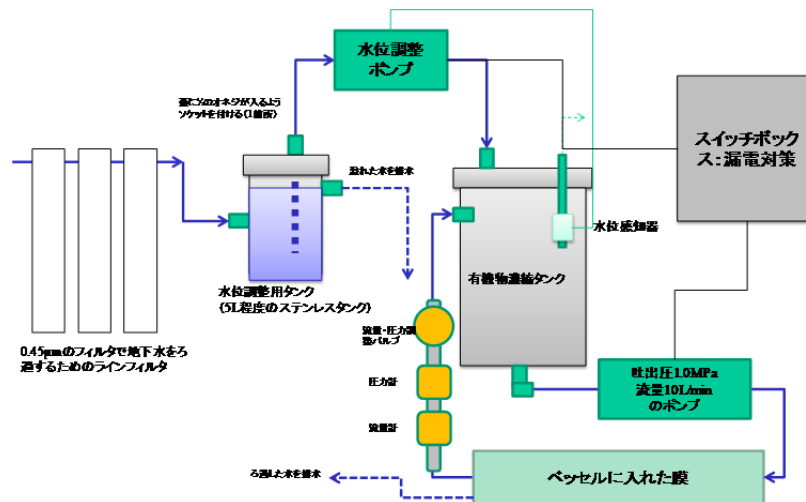 水位調整
ポンプ
蓋に½のオネジが入るよう
ソケットを付ける(1箇所)
スイッチボック
ス:漏電対策
溢れた水を排水
水位感知器
水位調整用タンク
{5L程度のステンレスタンク}
有機物濃縮タンク
流量・圧力調
整バルブ
0.45μmのフィルタで地下水をろ
過するためのラインフィルタ
圧力計
吐出圧1.0MPa
流量10L/min
のポンプ
流量計
ろ過した水を排水
ベッセルに入れた膜